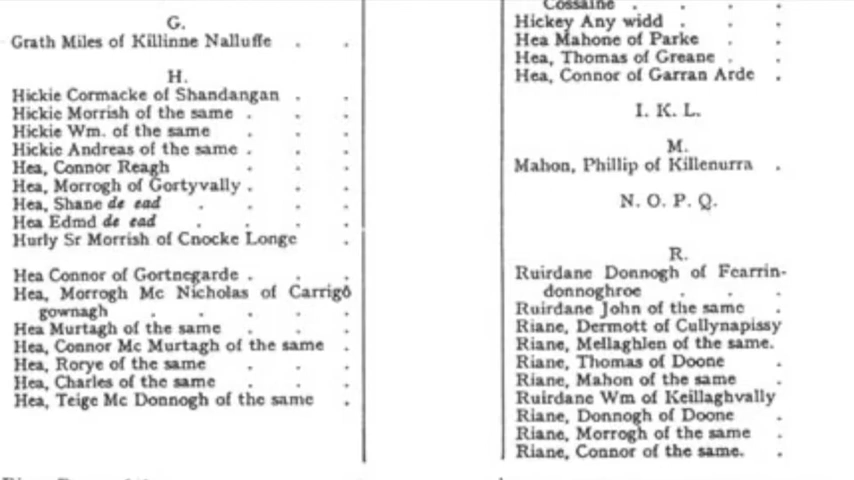 G.
Grath Miles of Killinne Nalluffe . .
H.
Hickie Cormacke of Shandangan . .
Hickie Morrish of the same . . .
Hickie Wm. of the same . . .
Hickie Andreas of the same . . .
Hea, Connor Reagh . . .
Hea, Morrogh of Gortyvally . . .
Hea, Shane de ead . . . .
Hea Edmd de ead . . . .
Hurly Sr Morrish of Cnocke Longe .
Hea Connor of Gortnegarde . . .
Hea, Morrogh Mc Nicholas of Carrigō
gownagh . . . . .
Hea Murtagh of the same . . .
Hea, Connor Mc Murtagh of the same .
Hea, Rorye of the same . . .
Hea, Charles of the same . . .
Hea, Teige Mc Donnogh of the same .
Cossaine . . . .
Hickey Any widd . . .
Hea Mahone of Parke . .
Hea, Thomas of Greane . .
Hea, Connor of Garran Arde .
I. K. L.
M.
Mahon, Phillip of Killenurra .
N. O. P. Q.
R.
Ruirdane Donnogh of Fearrin-
donnoghroe . . .
Ruirdane John of the same .
Riane, Dermott of Cullynapissy
Riane, Mellaghlen of the same.
Riane, Thomas of Doone .
Riane, Mahon of the same .
Ruirdane Wm of Keillaghvally
Riane, Donnogh of Doone .
Riane, Morrogh of the same .
Riane, Connor of the same. .